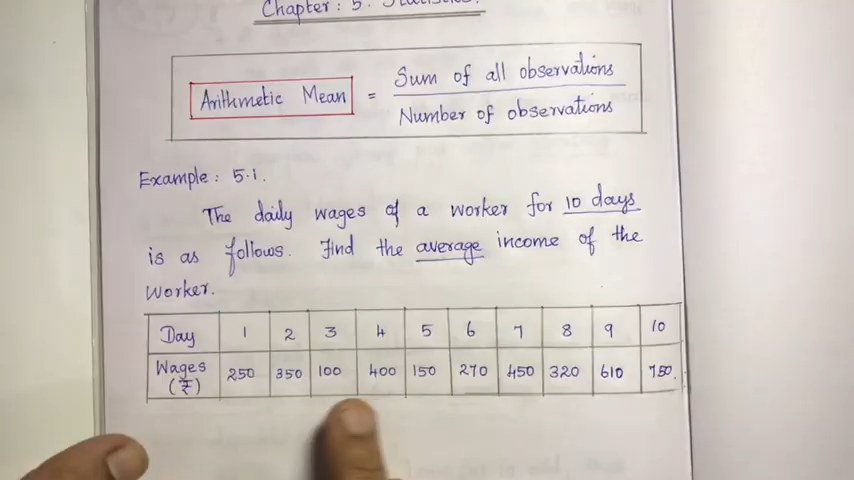 Chapter: 5. Statistics.
Arithmetic Mean = Sum of all observations
Number of observations
Example: 5.1.
The daily wages of a worker for 10 days
is as follows. Find the average income of the
Worker.
Day 1 2 3 4 5 6 7 8 9 10
Wages (₹) 250 350 100 400 150 270 450 320 610 750.